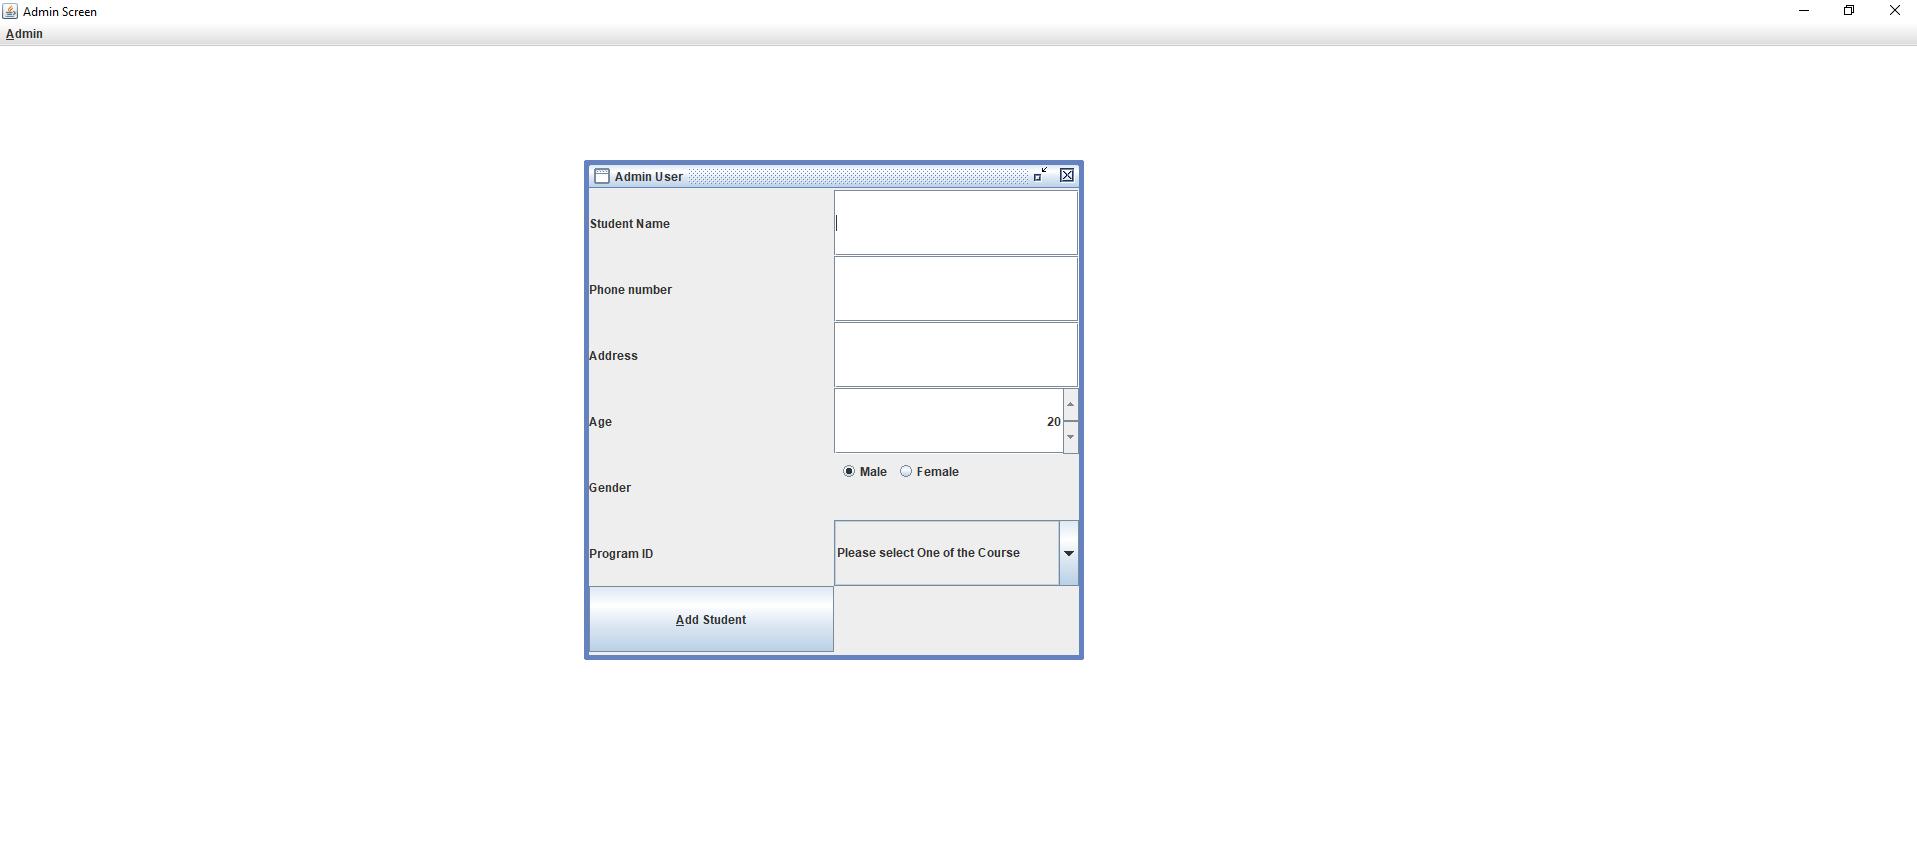 Admin Screen
Admin
Admin User
Student Name
Phone number
Address
Age
20
Gender
Male Female
Program ID
Please select One of the Course
Add Student